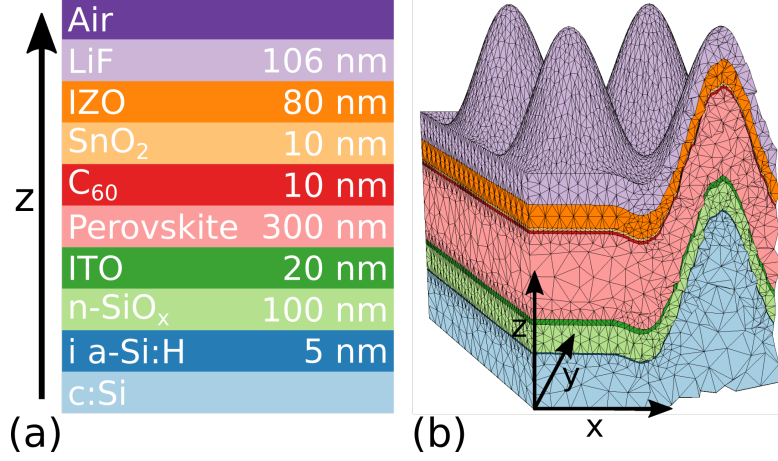 Air
LiF 106 nm
IZO 80 nm
SnO₂ 10 nm
C₆₀ 10 nm
Perovskite 300 nm
ITO 20 nm
n-SiOₓ 100 nm
i a-Si:H 5 nm
c:Si
z
(a)
z
y
x
(b)